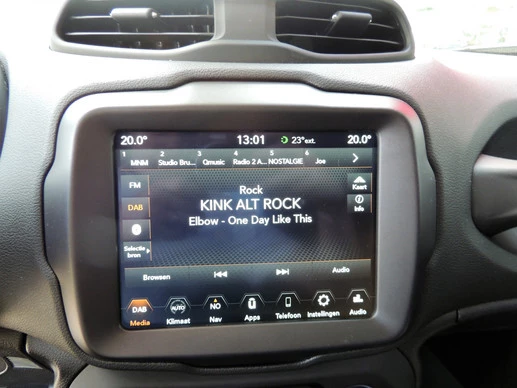 20.0° 13:01 23°ext. 20.0°
1 2 3 4 5 6
MNM Studio Bru... Qmusic Radio 2 A... NOSTALGIE Joe
FM
DAB
Selectie bron
Rock
KINK ALT ROCK
Elbow - One Day Like This
Kaart
Info
Browsen Audio
DAB AUTO NO
Media Klimaat Nav Apps Telefoon Instellingen Audio